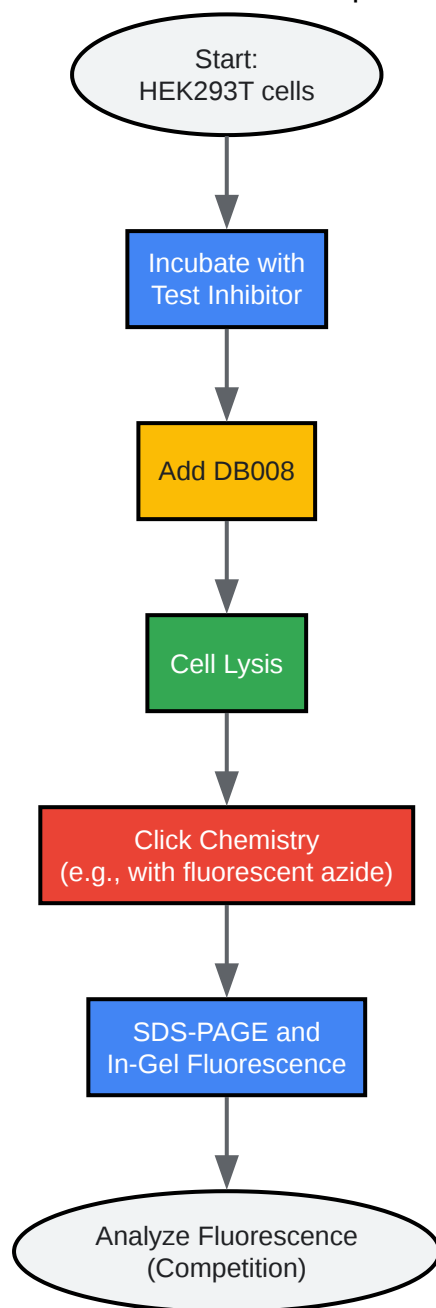 Start:
HEK293T cells
Incubate with
Test Inhibitor
Add DB008
Cell Lysis
Click Chemistry
(e.g., with fluorescent azide)
SDS-PAGE and
In-Gel Fluorescence
Analyze Fluorescence
(Competition)